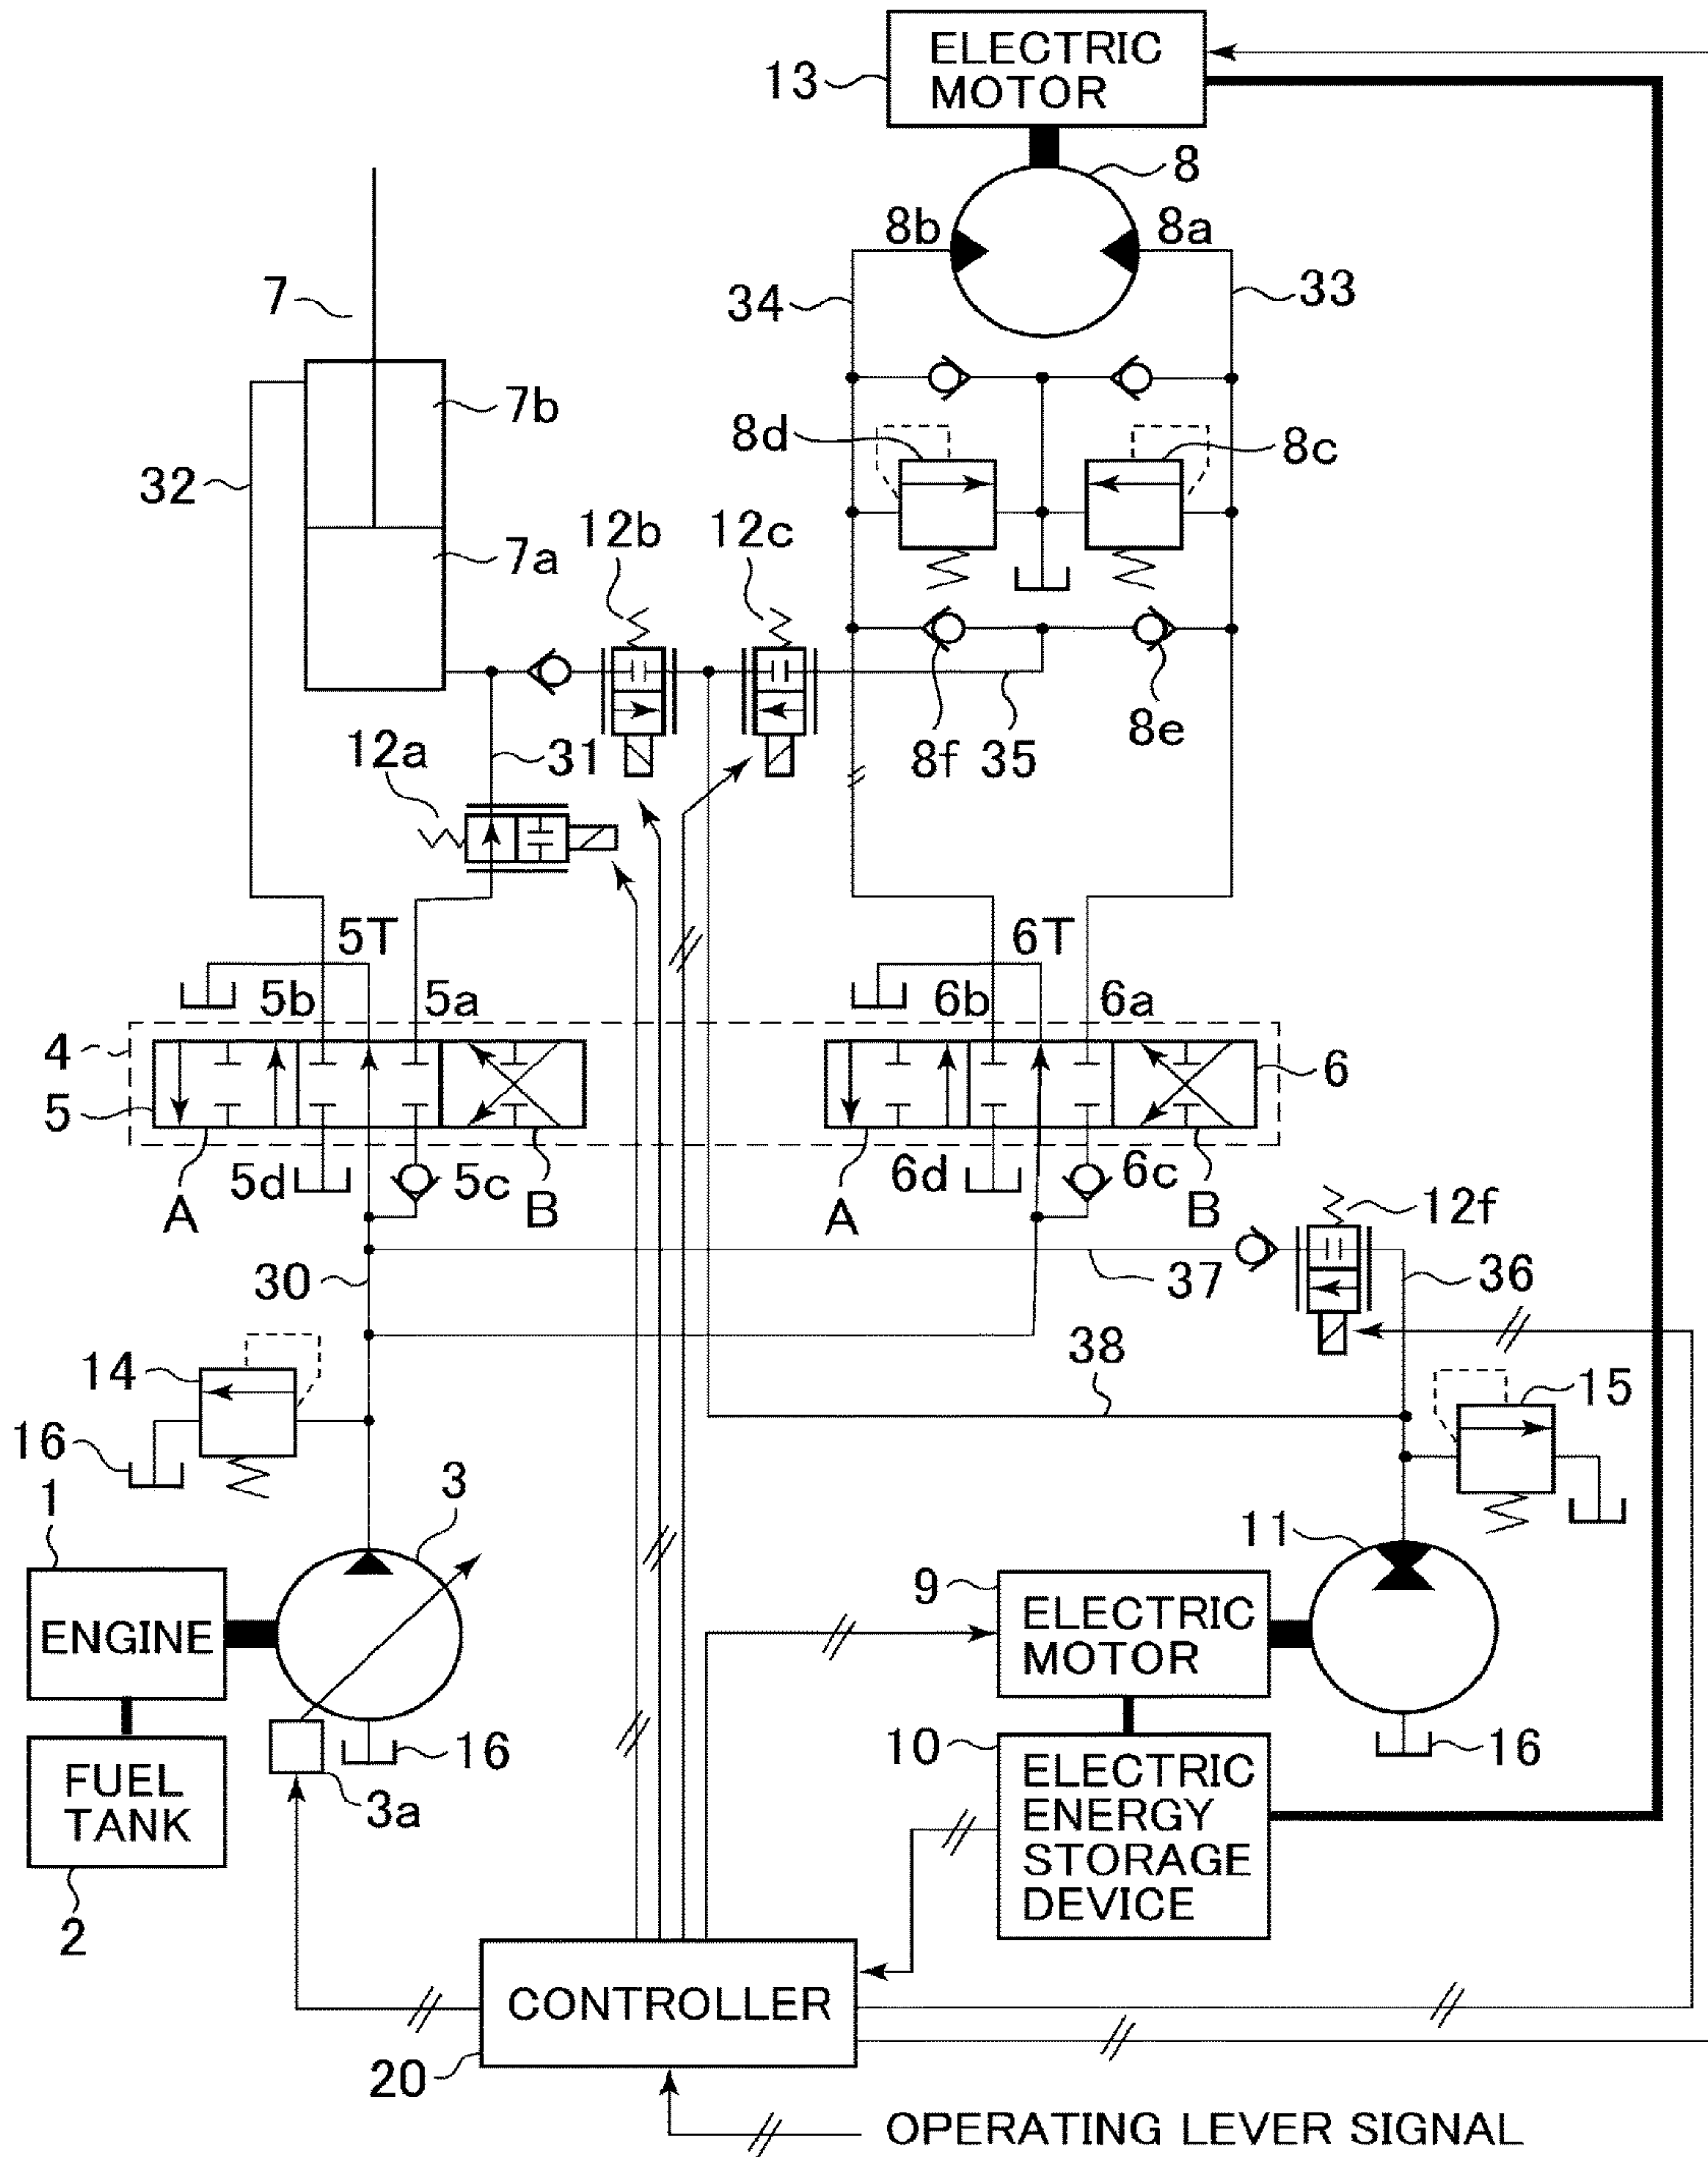 ELECTRIC
MOTOR
13
8
8b
8a
7
34
33
7b
8d
8c
32
12b
12c
7a
12a
31
8f
35
8e
5T
6T
5b
5a
6b
6a
4
5
6
A
5d
5c
B
A
6d
6c
B
12f
30
37
36
14
38
15
16
1
3
11
9
ENGINE
ELECTRIC
MOTOR
FUEL
TANK
16
3a
10
ELECTRIC
ENERGY
STORAGE
DEVICE
16
2
CONTROLLER
20
OPERATING LEVER SIGNAL